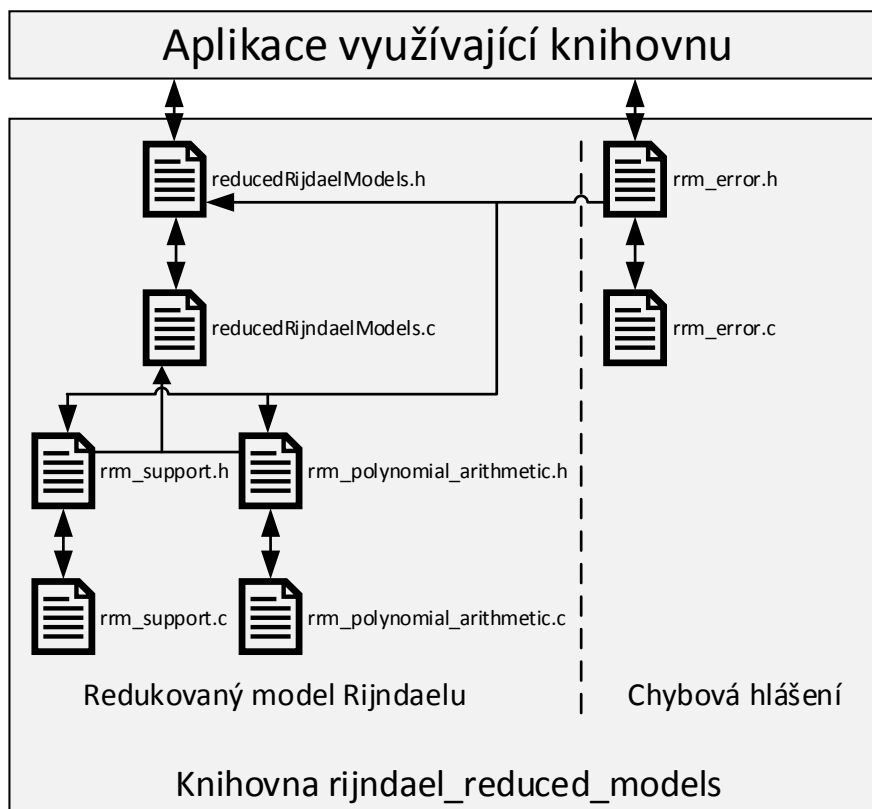 Aplikace využívající knihovnu
reducedRijdaelModels.h
rrm_error.h
reducedRijndaelModels.c
rrm_error.c
rrm_support.h
rrm_polynomial_arithmetic.h
rrm_support.c
rrm_polynomial_arithmetic.c
Redukovaný model Rijndaelu
Chybová hlášení
Knihovna rijndael_reduced_models